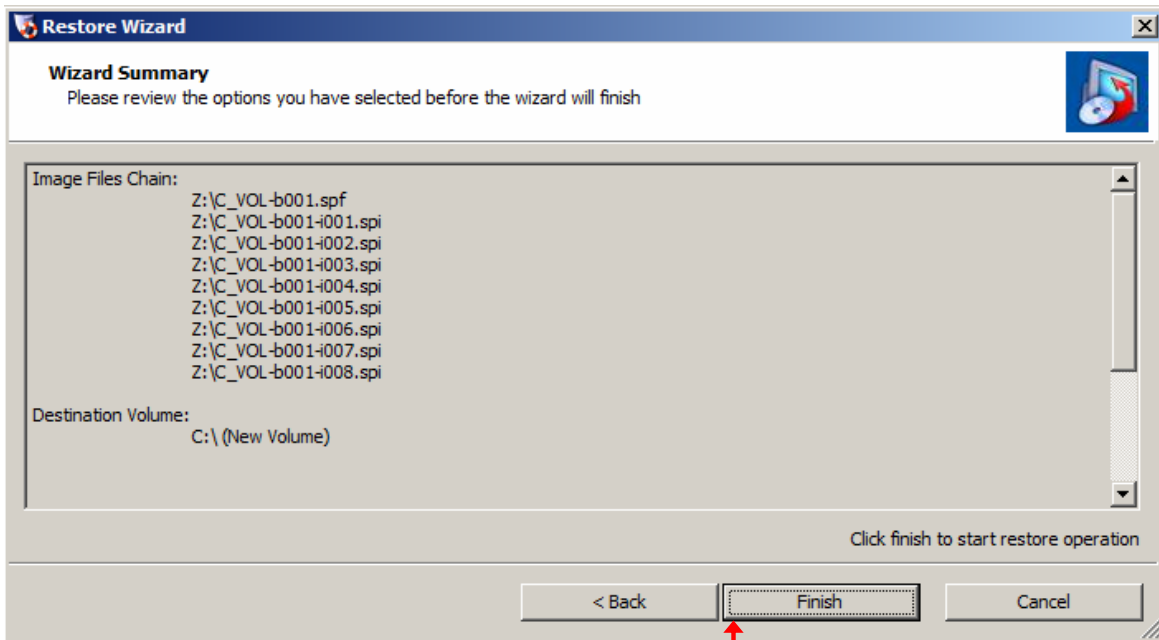 Restore Wizard
Wizard Summary
Please review the options you have selected before the wizard will finish
Image Files Chain:
Z:\C_VOL-b001.spf
Z:\C_VOL-b001-i001.spi
Z:\C_VOL-b001-i002.spi
Z:\C_VOL-b001-i003.spi
Z:\C_VOL-b001-i004.spi
Z:\C_VOL-b001-i005.spi
Z:\C_VOL-b001-i006.spi
Z:\C_VOL-b001-i007.spi
Z:\C_VOL-b001-i008.spi
Destination Volume:
C:\ (New Volume)
Click finish to start restore operation
< Back Finish Cancel